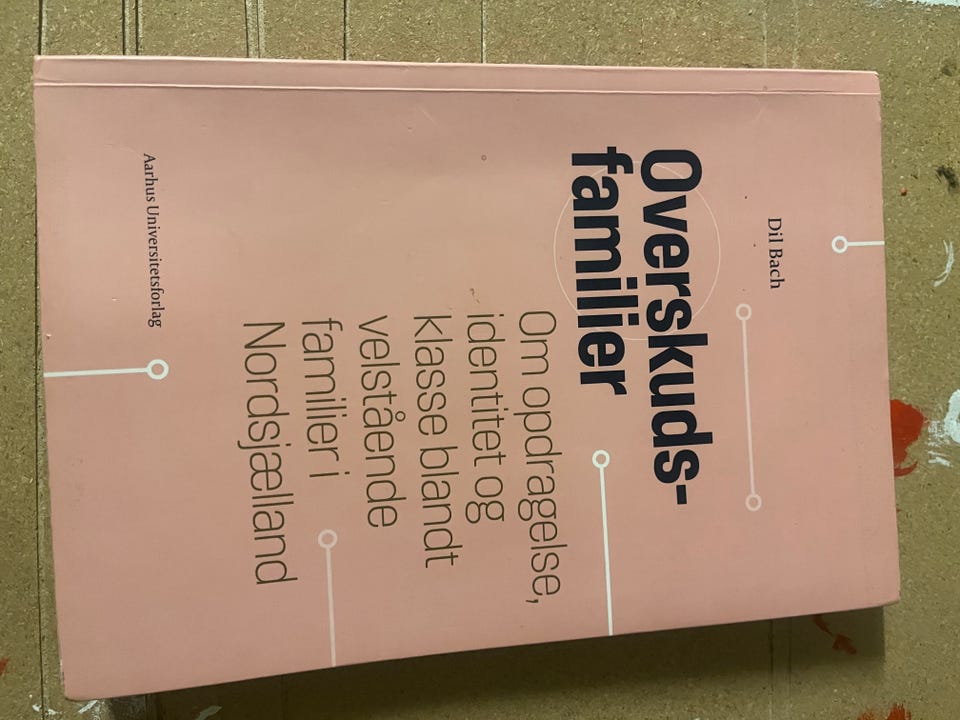 Dil Bach
Overskuds-
familier
Om opdragelse,
identitet og
klasse blandt
velstående
familier i
Nordsjælland
Aarhus Universitetsforlag